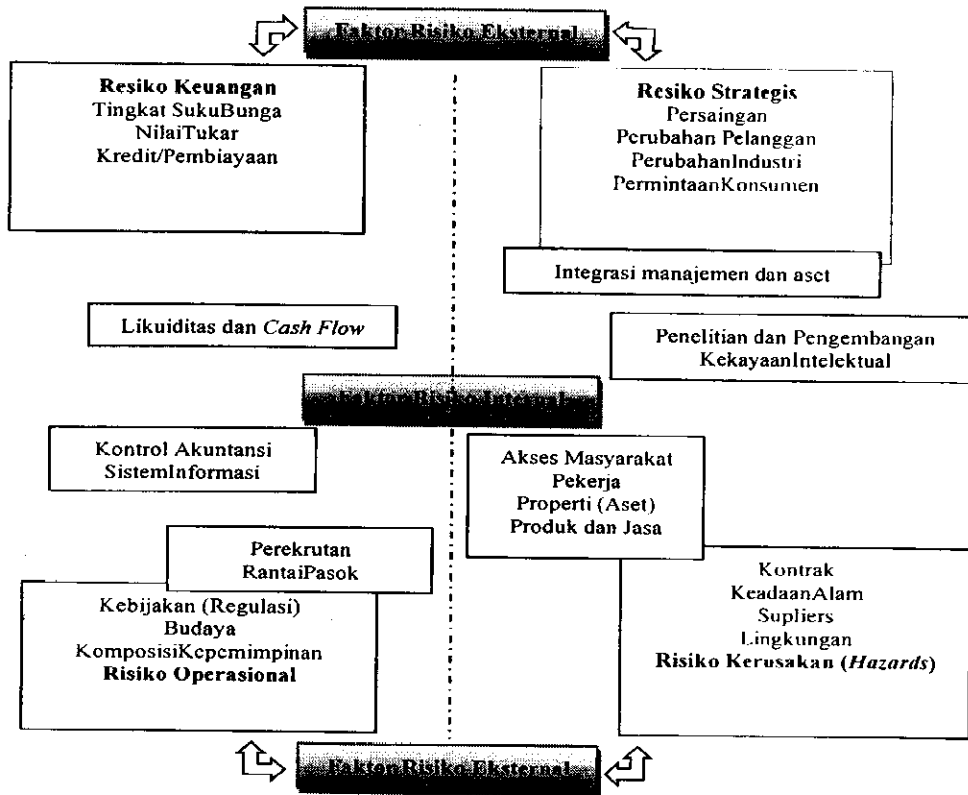 Faktor Risiko Eksternal
Resiko Keuangan
Tingkat SukuBunga
NilaiTukar
Kredit/Pembiayaan
Resiko Strategis
Persaingan
Perubahan Pelanggan
PerubahanIndustri
PermintaanKonsumen
Integrasi manajemen dan aset
Likuiditas dan Cash Flow
Penelitian dan Pengembangan
KekayaanIntelektual
Faktor Risiko Internal
Kontrol Akuntansi
SistemInformasi
Akses Masyarakat
Pekerja
Properti (Aset)
Produk dan Jasa
Perekrutan
RantaiPasok
Kebijakan (Regulasi)
Budaya
KomposisiKepemimpinan
Risiko Operasional
Kontrak
KeadaanAlam
Supliers
Lingkungan
Risiko Kerusakan (Hazards)
Faktor Risiko Eksternal